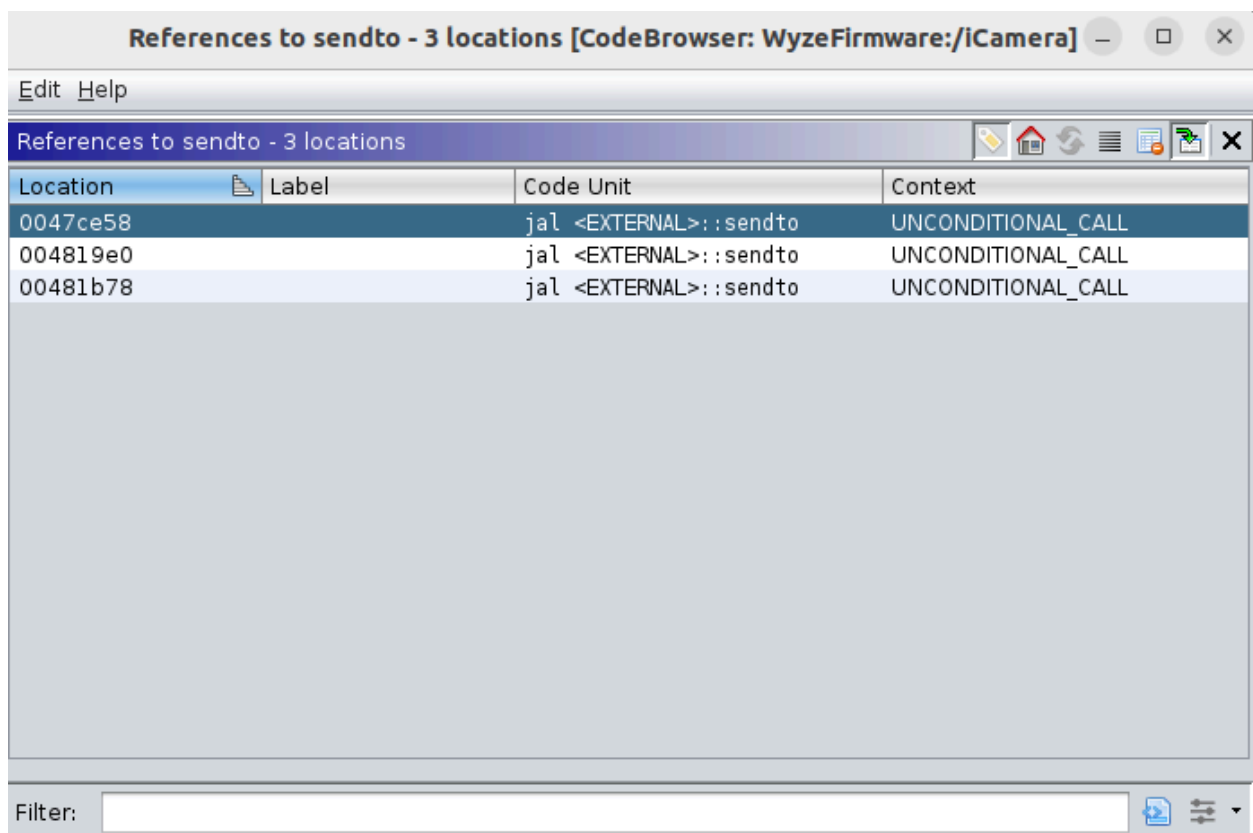 References to sendto - 3 locations [CodeBrowser: WyzeFirmware:/iCamera]
Edit Help
References to sendto - 3 locations
Location Label Code Unit Context
0047ce58 jal <EXTERNAL>::sendto UNCONDITIONAL_CALL
004819e0 jal <EXTERNAL>::sendto UNCONDITIONAL_CALL
00481b78 jal <EXTERNAL>::sendto UNCONDITIONAL_CALL
Filter: